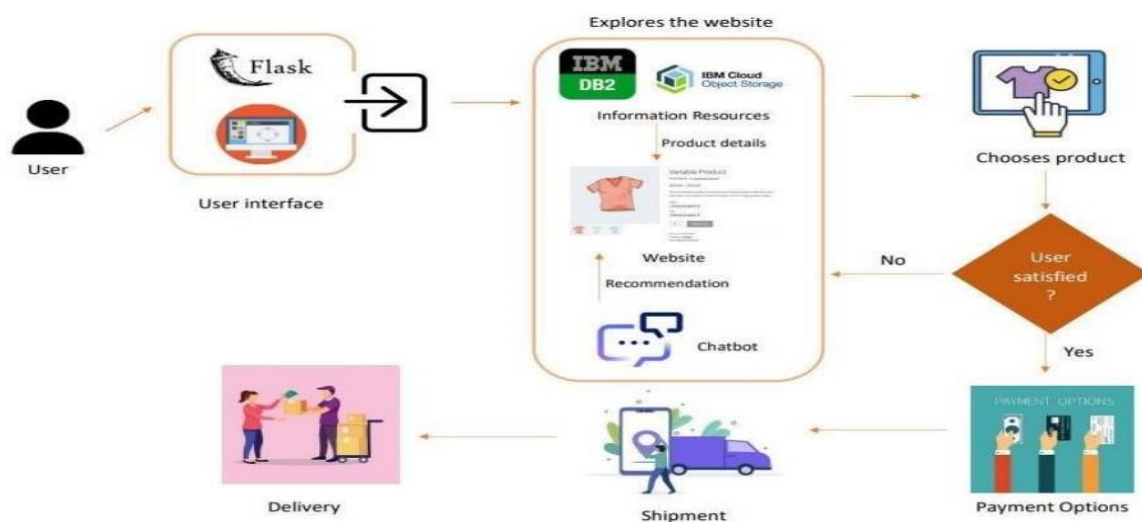 Explores the website
Flask
IBM
DB2
IBM Cloud
Object Storage
Information Resources
Product details
User
User interface
Chooses product
Variable Product
Website
Recommendation
Chatbot
No
User
satisfied
?
Yes
PAYMENT OPTIONS
Delivery
Shipment
Payment Options